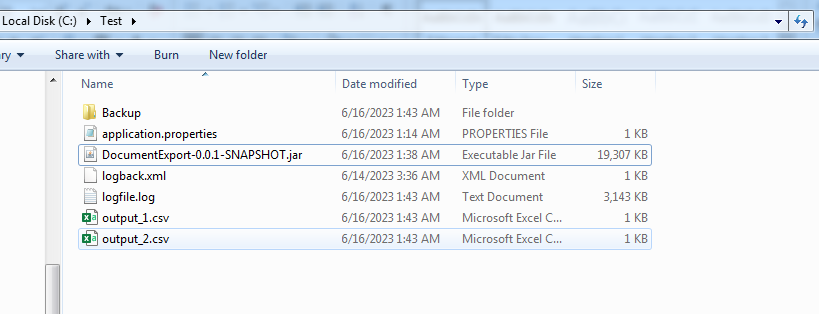 Local Disk (C:) Test
ry Share with Burn New folder
Name Date modified Type Size
Backup 6/16/2023 1:43 AM File folder
application.properties 6/16/2023 1:14 AM PROPERTIES File 1 KB
DocumentExport-0.0.1-SNAPSHOT.jar 6/16/2023 1:38 AM Executable Jar File 19,307 KB
logback.xml 6/14/2023 3:36 AM XML Document 1 KB
logfile.log 6/16/2023 1:43 AM Text Document 3,143 KB
output_1.csv 6/16/2023 1:43 AM Microsoft Excel C... 1 KB
output_2.csv 6/16/2023 1:43 AM Microsoft Excel C... 1 KB